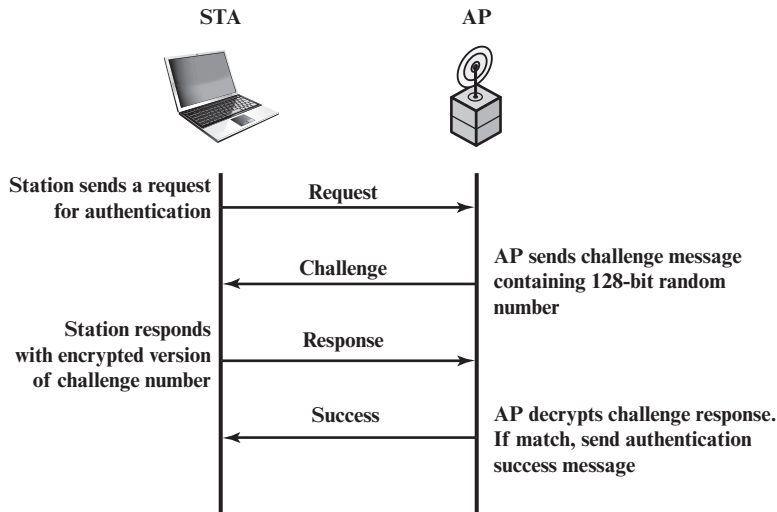 STA
AP
Station sends a request
for authentication
Request
Challenge
AP sends challenge message
containing 128-bit random
number
Station responds
with encrypted version
of challenge number
Response
Success
AP decrypts challenge response.
If match, send authentication
success message